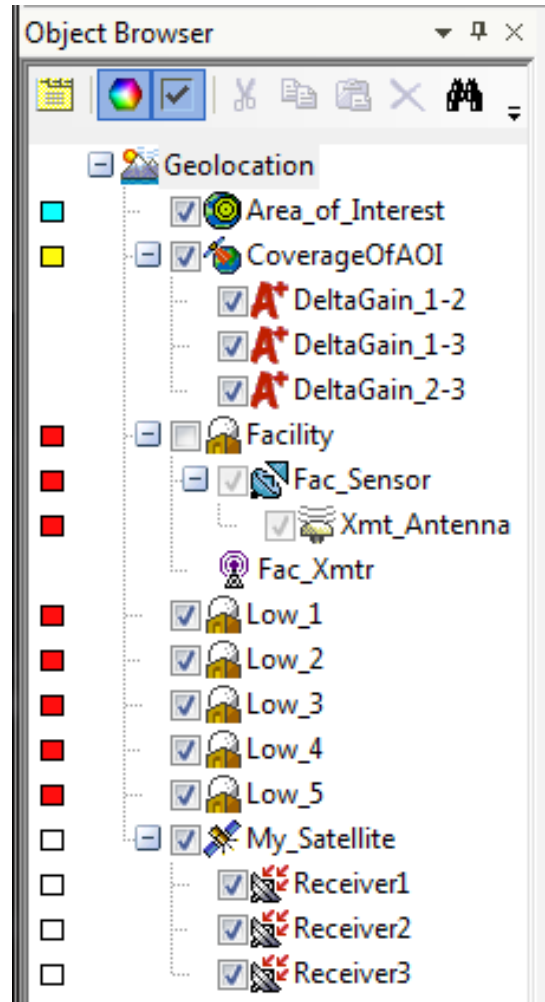 Object Browser
Geolocation
Area_of_Interest
CoverageOfAOI
DeltaGain_1-2
DeltaGain_1-3
DeltaGain_2-3
Facility
Fac_Sensor
Xmt_Antenna
Fac_Xmtr
Low_1
Low_2
Low_3
Low_4
Low_5
My_Satellite
Receiver1
Receiver2
Receiver3